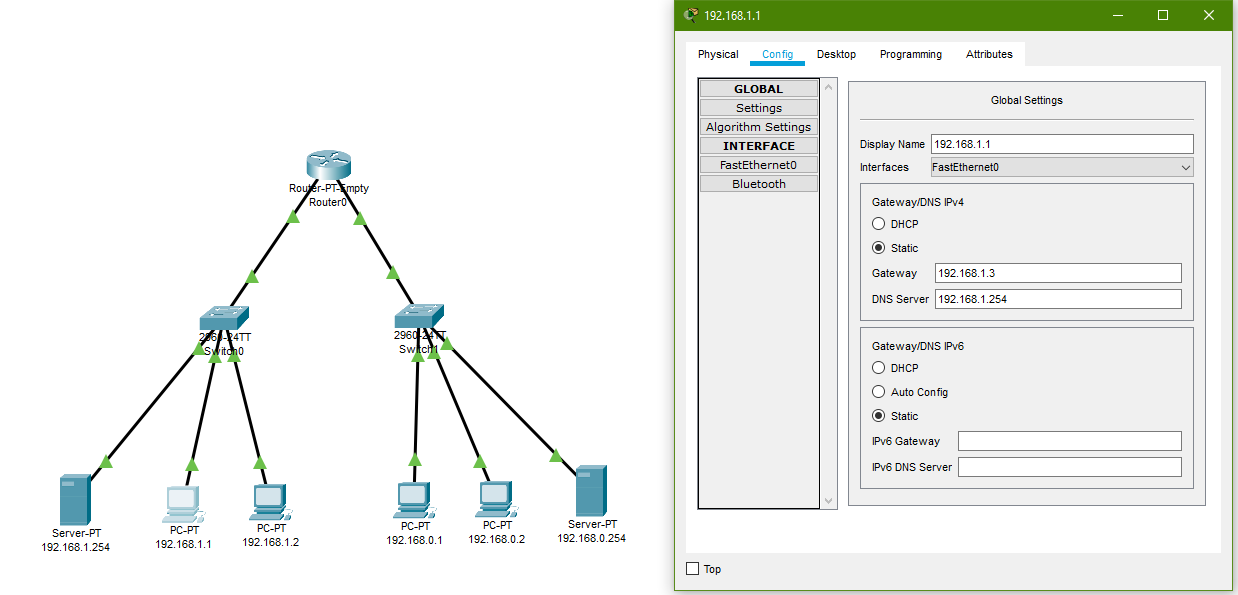 Router-PT-Empty
Router0
2960-24TT
Switch0
2960-24TT
Switch1
Server-PT
192.168.1.254
PC-PT
192.168.1.1
PC-PT
192.168.1.2
PC-PT
192.168.0.1
PC-PT
192.168.0.2
Server-PT
192.168.0.254
192.168.1.1
Physical Config Desktop Programming Attributes
GLOBAL
Settings
Algorithm Settings
INTERFACE
FastEthernet0
Bluetooth
Global Settings
Display Name 192.168.1.1
Interfaces FastEthernet0
Gateway/DNS IPv4
DHCP
Static
Gateway 192.168.1.3
DNS Server 192.168.1.254
Gateway/DNS IPv6
DHCP
Auto Config
Static
IPv6 Gateway
IPv6 DNS Server
Top